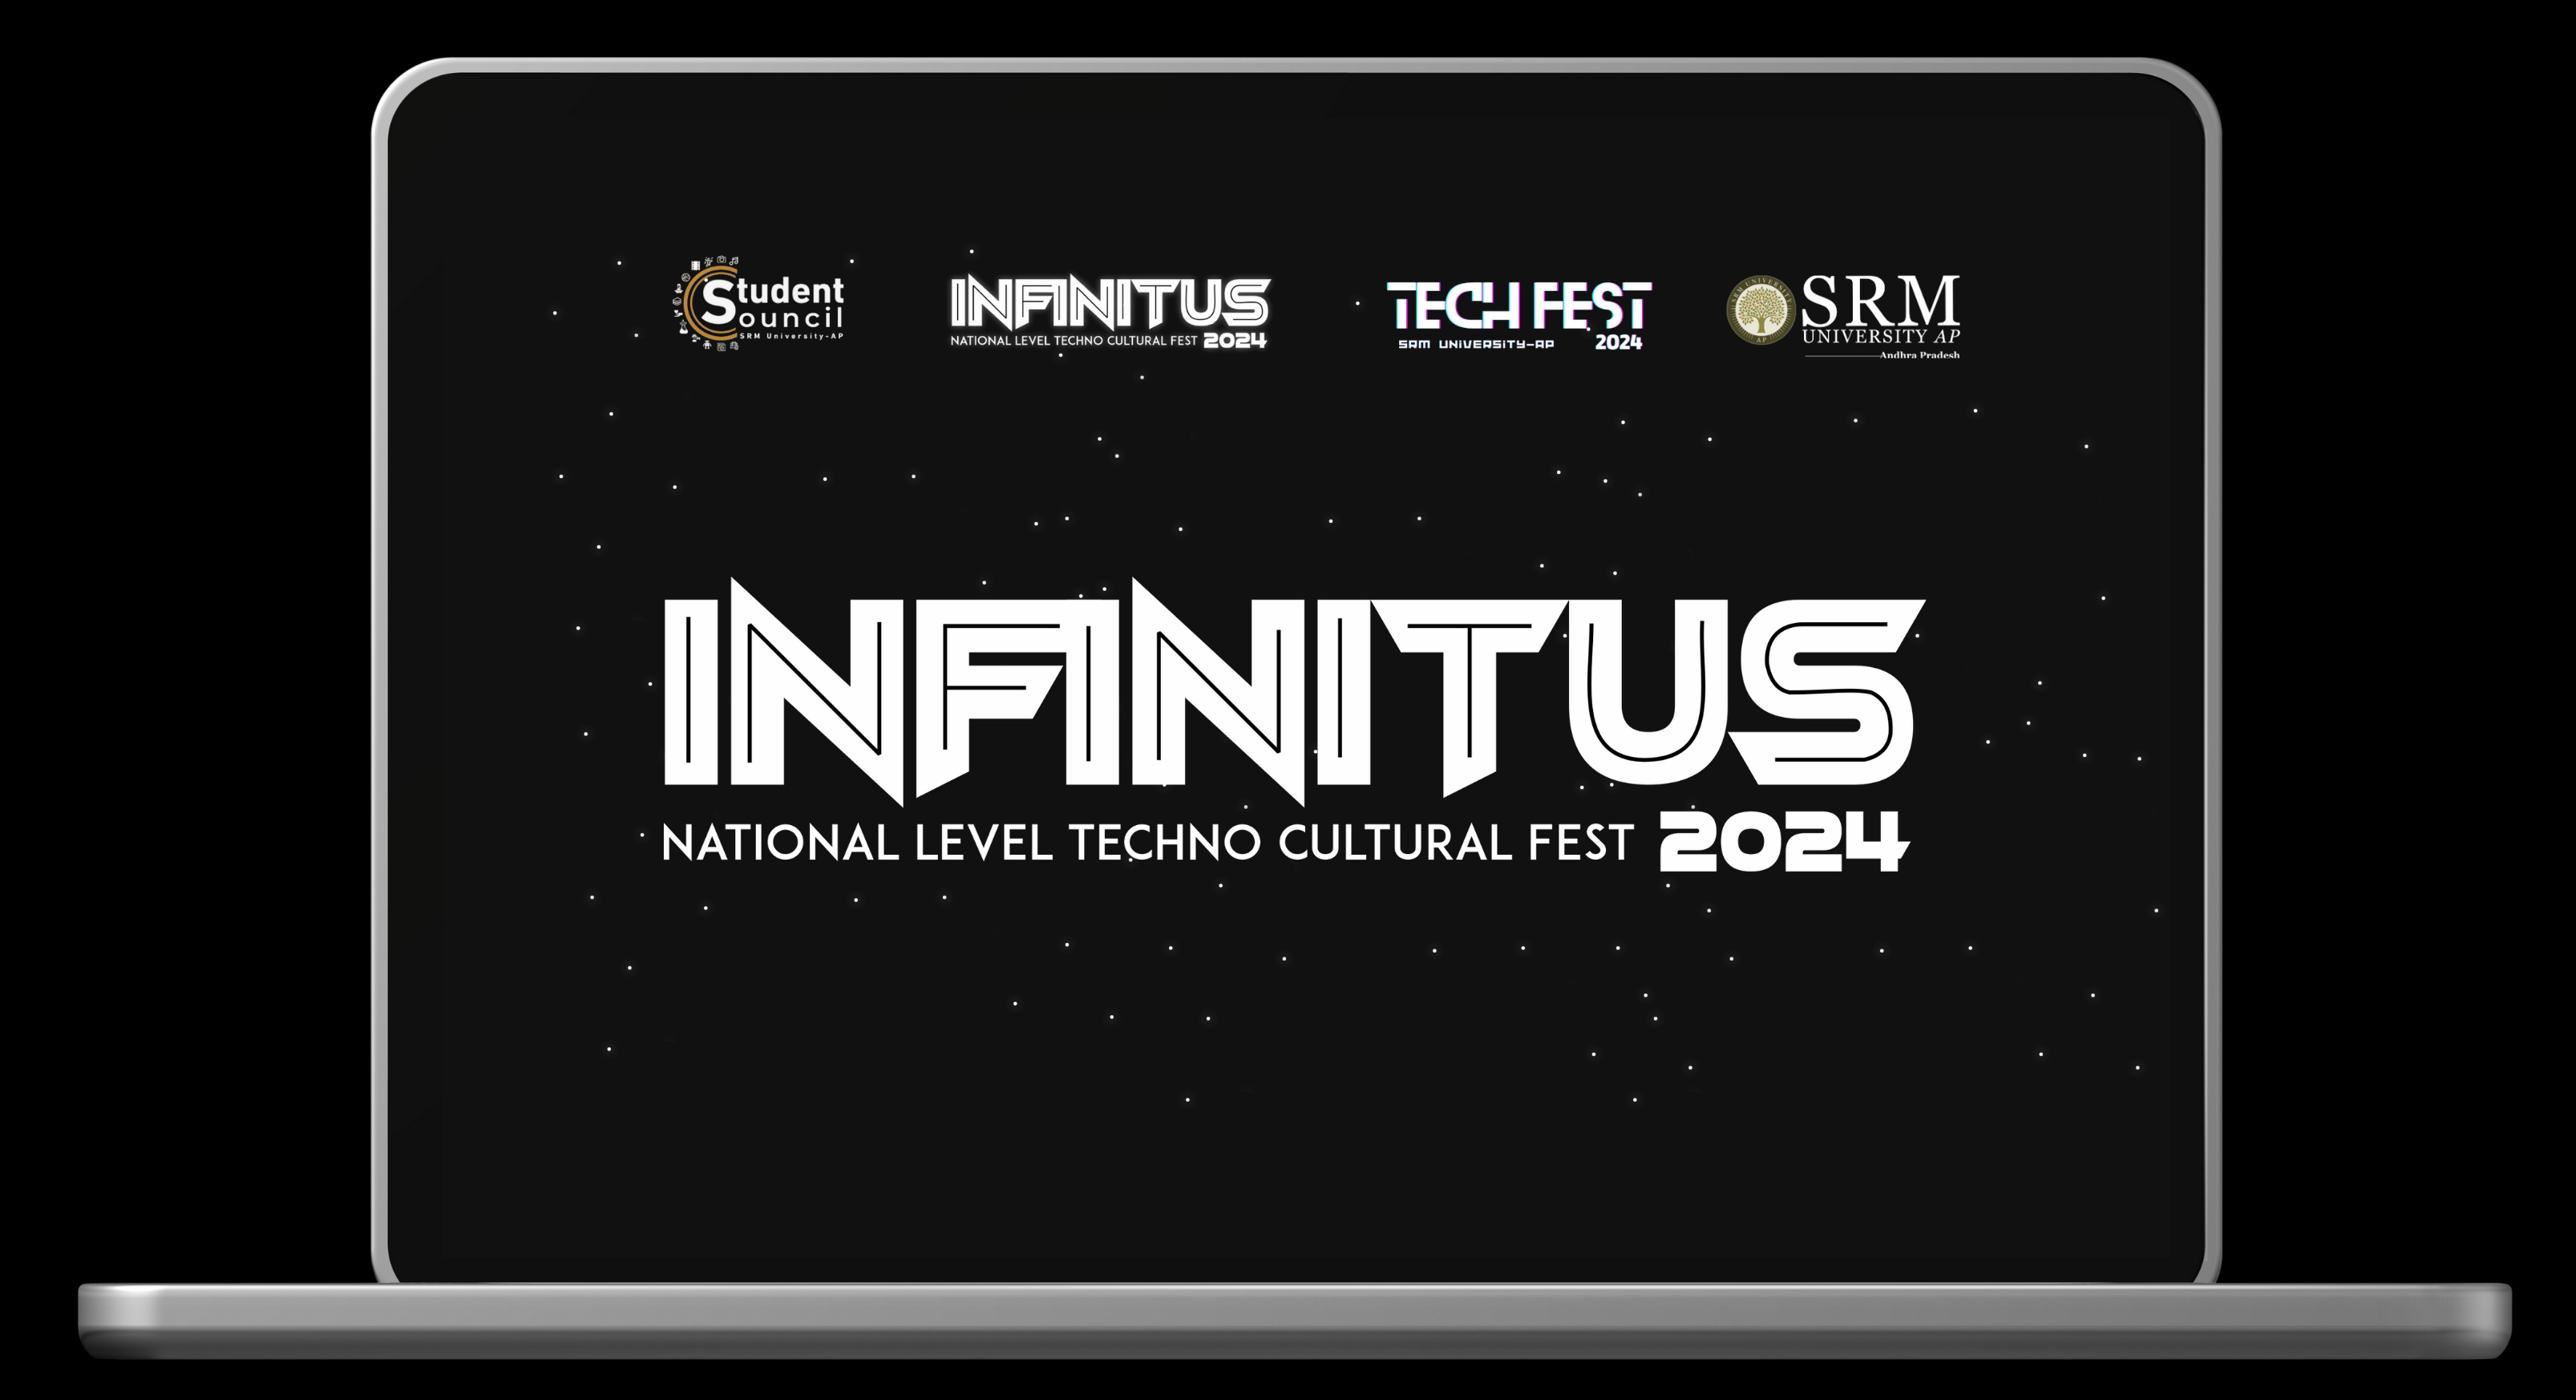 Student
Council
SRM University-AP
INFINITUS
NATIONAL LEVEL TECHNO CULTURAL FEST 2024
TECH FEST
SRM UNIVERSITY-AP 2024
SRM
UNIVERSITY AP
Andhra Pradesh
INFINITUS
NATIONAL LEVEL TECHNO CULTURAL FEST 2024